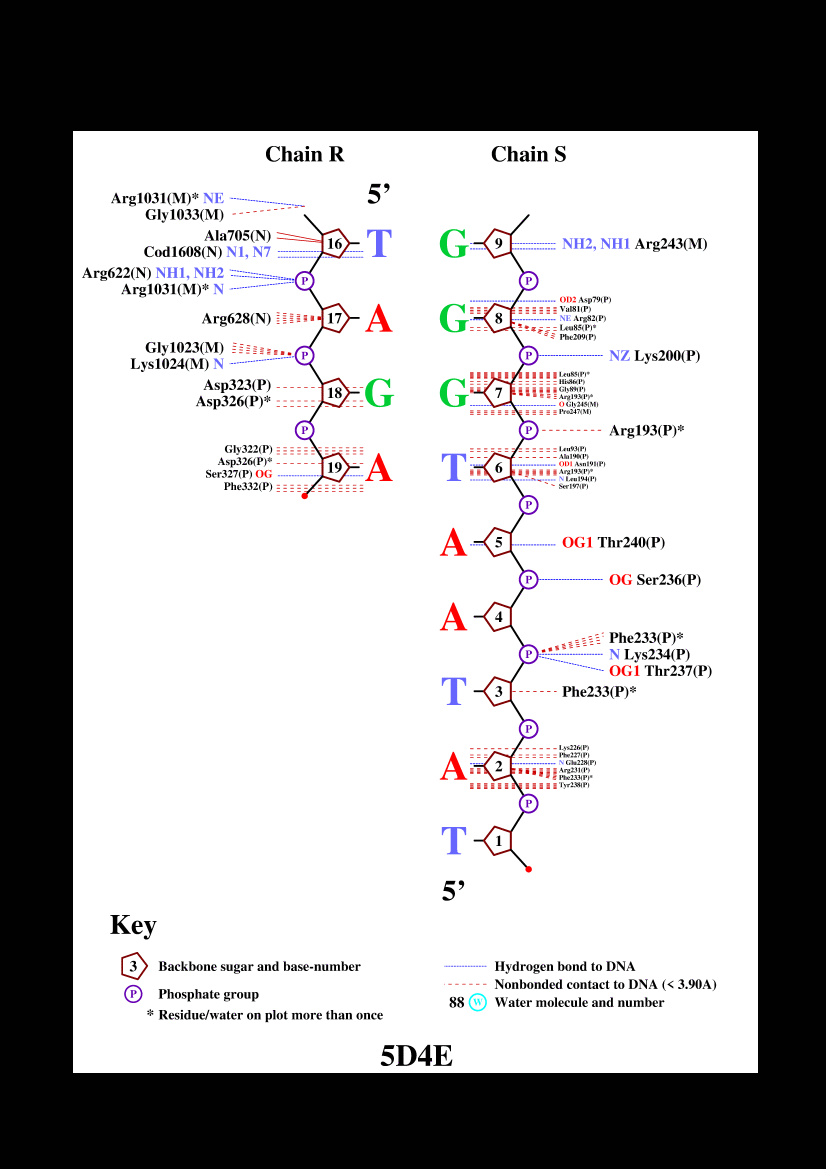 Chain R
Chain S
5’
Arg1031(M)* NE
Gly1033(M)
Ala705(N)
Cod1608(N) N1, N7
16 T
Arg622(N) NH1, NH2
Arg1031(M)* N
P
Arg628(N)
17 A
Gly1023(M)
Lys1024(M) N
P
Asp323(P)
Asp326(P)*
18 G
P
Gly322(P)
Asp326(P)*
Ser327(P) OG
Phe332(P)
19 A
G 9 NH2, NH1 Arg243(M)
P
OD2 Asp79(P)
Val81(P)
G 8 NE Arg82(P)
Leu85(P)*
Phe209(P)
P NZ Lys200(P)
Leu85(P)*
His86(P)
G 7 Gly89(P)
Arg193(P)*
O Gly245(M)
Pro247(M)
P Arg193(P)*
Leu93(P)
Ala190(P)
T 6 OD1 Asn191(P)
Arg193(P)*
N Leu194(P)
Ser197(P)
P
A 5 OG1 Thr240(P)
P OG Ser236(P)
A 4
Phe233(P)*
P N Lys234(P)
OG1 Thr237(P)
T 3 Phe233(P)*
P
Lys226(P)
Phe227(P)
A 2 N Glu228(P)
Arg231(P)
Phe233(P)*
Tyr238(P)
P
T 1
5’
Key
3 Backbone sugar and base-number
P Phosphate group
* Residue/water on plot more than once
Hydrogen bond to DNA
Nonbonded contact to DNA (< 3.90A)
88 W Water molecule and number
5D4E